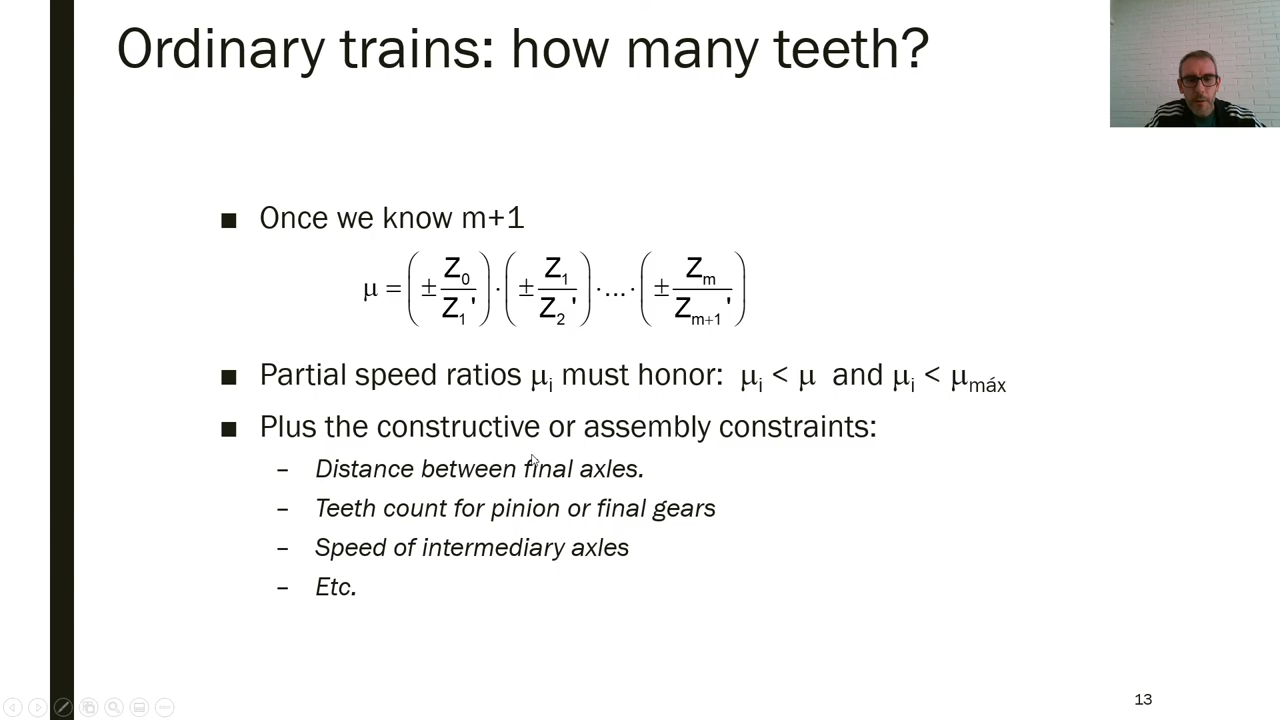 Ordinary trains: how many teeth?
■ Once we know m+1
μ = (± Z₀/Z₁') · (± Z₁/Z₂') · ... · (± Zₘ/Zₘ₊₁')
■ Partial speed ratios μᵢ must honor: μᵢ < μ and μᵢ < μmáx
■ Plus the constructive or assembly constraints:
– Distance between final axles.
– Teeth count for pinion or final gears
– Speed of intermediary axles
– Etc.
13